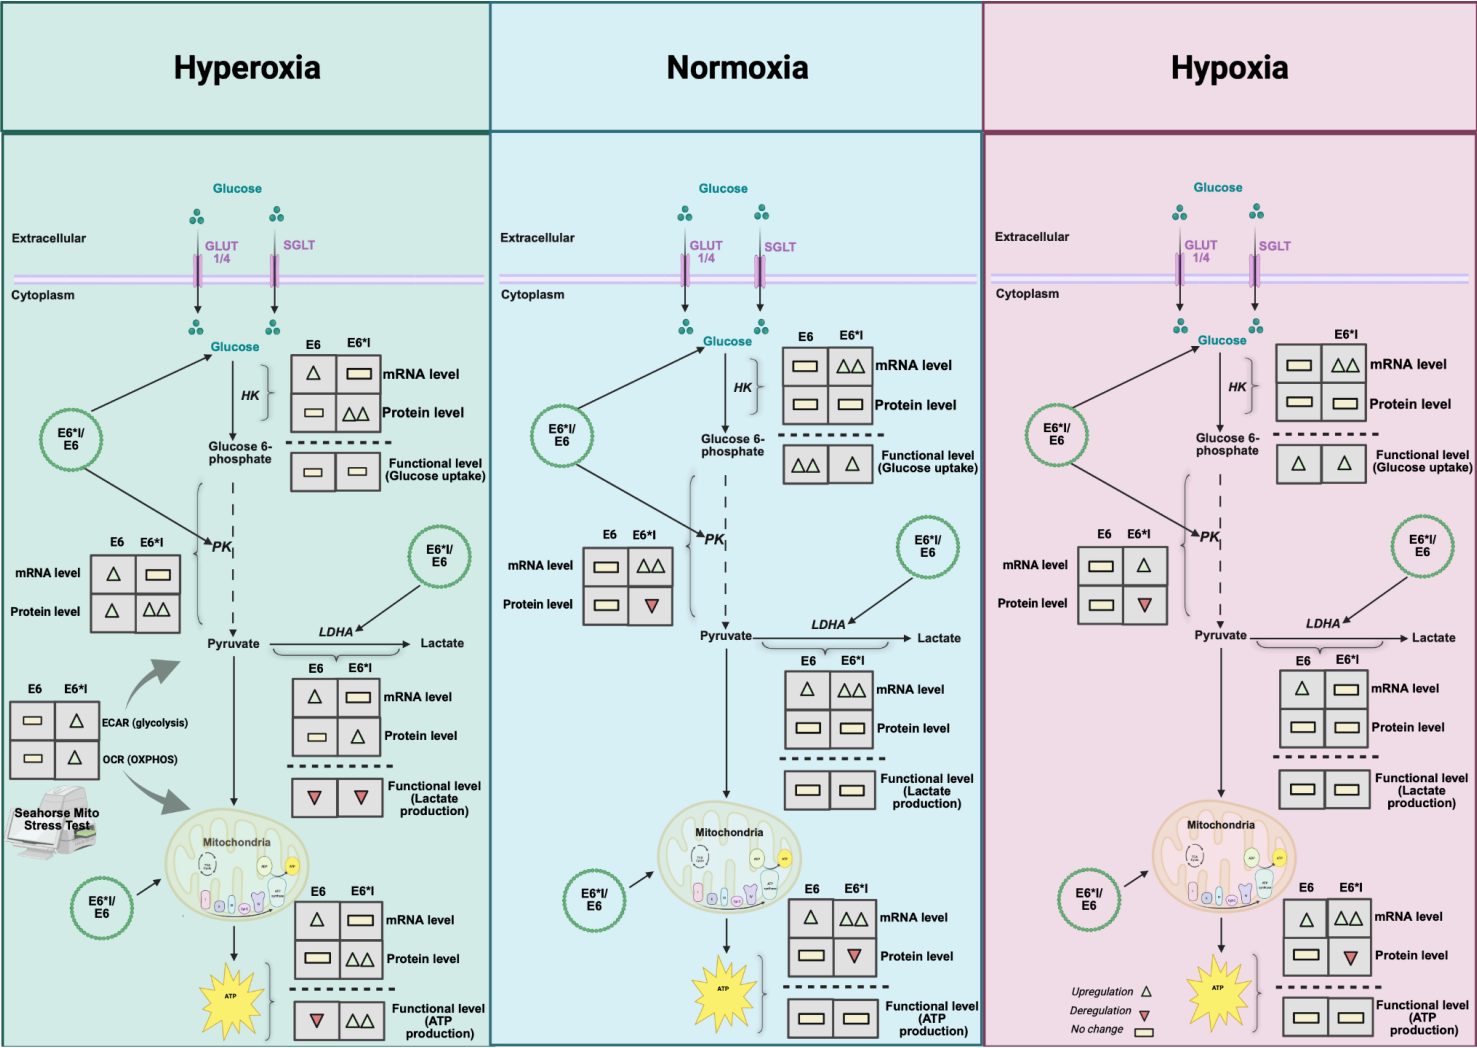 Hyperoxia
Glucose
Extracellular
GLUT
1/4
SGLT
Cytoplasm
Glucose
E6 E6*I
mRNA level
HK
Protein level
E6*I/
E6
Glucose 6-
phosphate
Functional level
(Glucose uptake)
PK
E6 E6*I
mRNA level
Protein level
E6*I/
E6
LDHA
Pyruvate
Lactate
E6 E6*I
mRNA level
Protein level
Functional level
(Lactate
production)
E6 E6*I
ECAR (glycolysis)
OCR (OXPHOS)
Seahorse Mito
Stress Test
Mitochondria
ATP
E6*I/
E6
E6 E6*I
mRNA level
Protein level
ATP
Functional level
(ATP
production)
Normoxia
Glucose
Extracellular
GLUT
1/4
SGLT
Cytoplasm
Glucose
E6 E6*I
mRNA level
HK
Protein level
E6*I/
E6
Glucose 6-
phosphate
Functional level
(Glucose uptake)
PK
E6 E6*I
mRNA level
Protein level
E6*I/
E6
LDHA
Pyruvate
Lactate
E6 E6*I
mRNA level
Protein level
Functional level
(Lactate
production)
Mitochondria
ATP
E6*I/
E6
E6 E6*I
mRNA level
Protein level
ATP
Functional level
(ATP
production)
Hypoxia
Glucose
Extracellular
GLUT
1/4
SGLT
Cytoplasm
Glucose
E6*I
mRNA level
HK
Protein level
E6*I/
E6
Glucose 6-
phosphate
Functional level
(Glucose uptake)
PK
E6 E6*I
mRNA level
Protein level
E6*I/
E6
LDHA
Pyruvate
Lactate
E6 E6*I
mRNA level
Protein level
Functional level
(Lactate
production)
Mitochondria
ATP
E6*I/
E6
E6 E6*I
mRNA level
Protein level
ATP
Functional level
(ATP
production)
Upregulation
Deregulation
No change